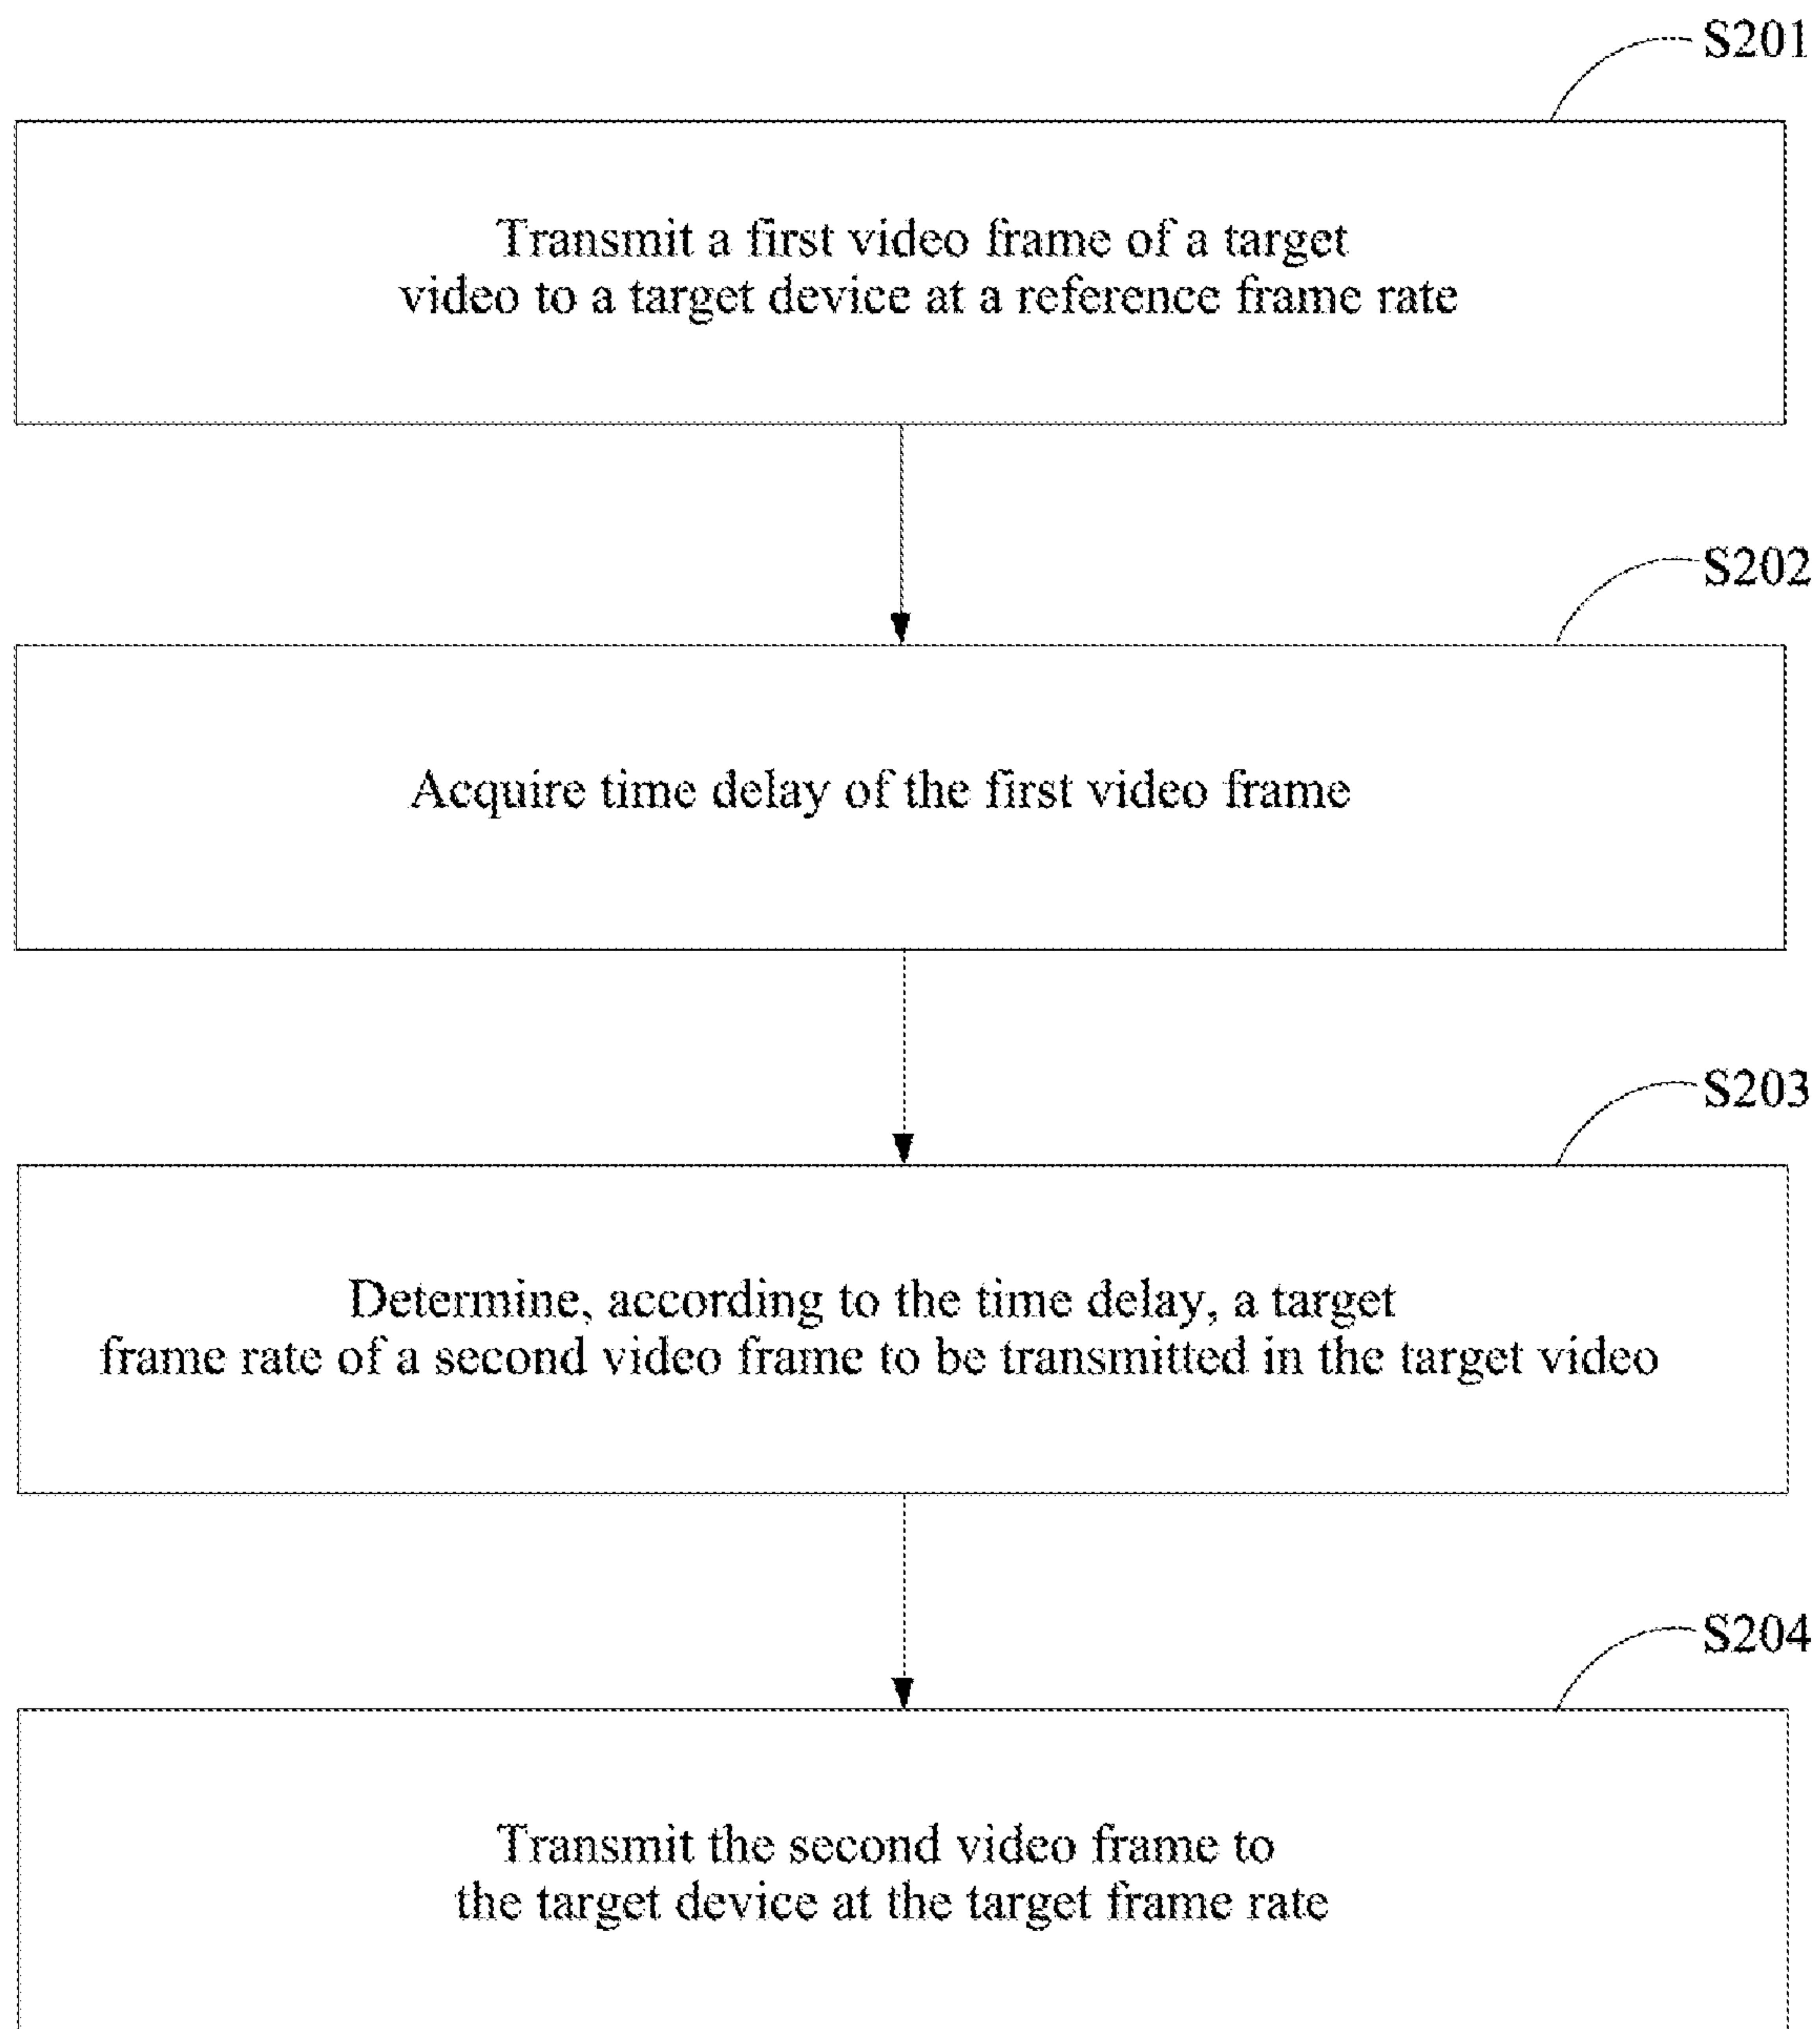 S201
Transmit a first video frame of a target
video to a target device at a reference frame rate
S202
Acquire time delay of the first video frame
S203
Determine, according to the time delay, a target
frame rate of a second video frame to be transmitted in the target video
S204
Transmit the second video frame to
the target device at the target frame rate